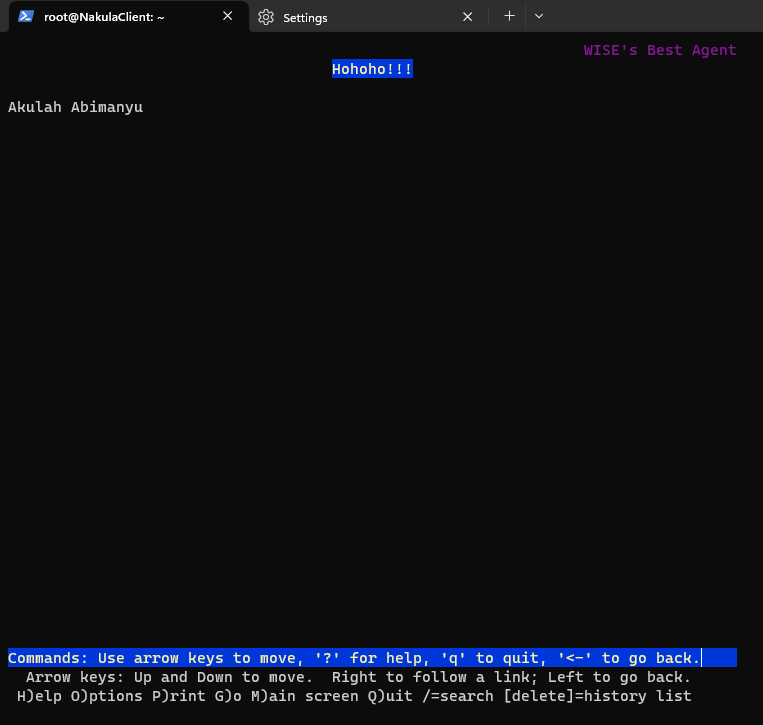 root@NakulaClient: ~
Settings
WISE's Best Agent
Hohoho!!!
Akulah Abimanyu
Commands: Use arrow keys to move, '?' for help, 'q' to quit, '<-' to go back.
Arrow keys: Up and Down to move.  Right to follow a link; Left to go back.
H)elp O)ptions P)rint G)o M)ain screen Q)uit /=search [delete]=history list